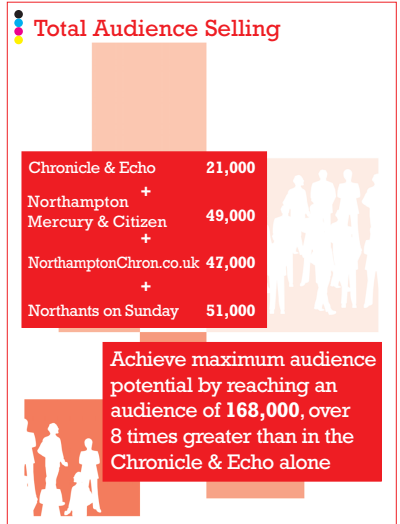 Total Audience Selling
Chronicle & Echo 21,000
+
Northampton
Mercury & Citizen 49,000
+
NorthamptonChron.co.uk 47,000
+
Northants on Sunday 51,000
Achieve maximum audience
potential by reaching an
audience of 168,000, over
8 times greater than in the
Chronicle & Echo alone